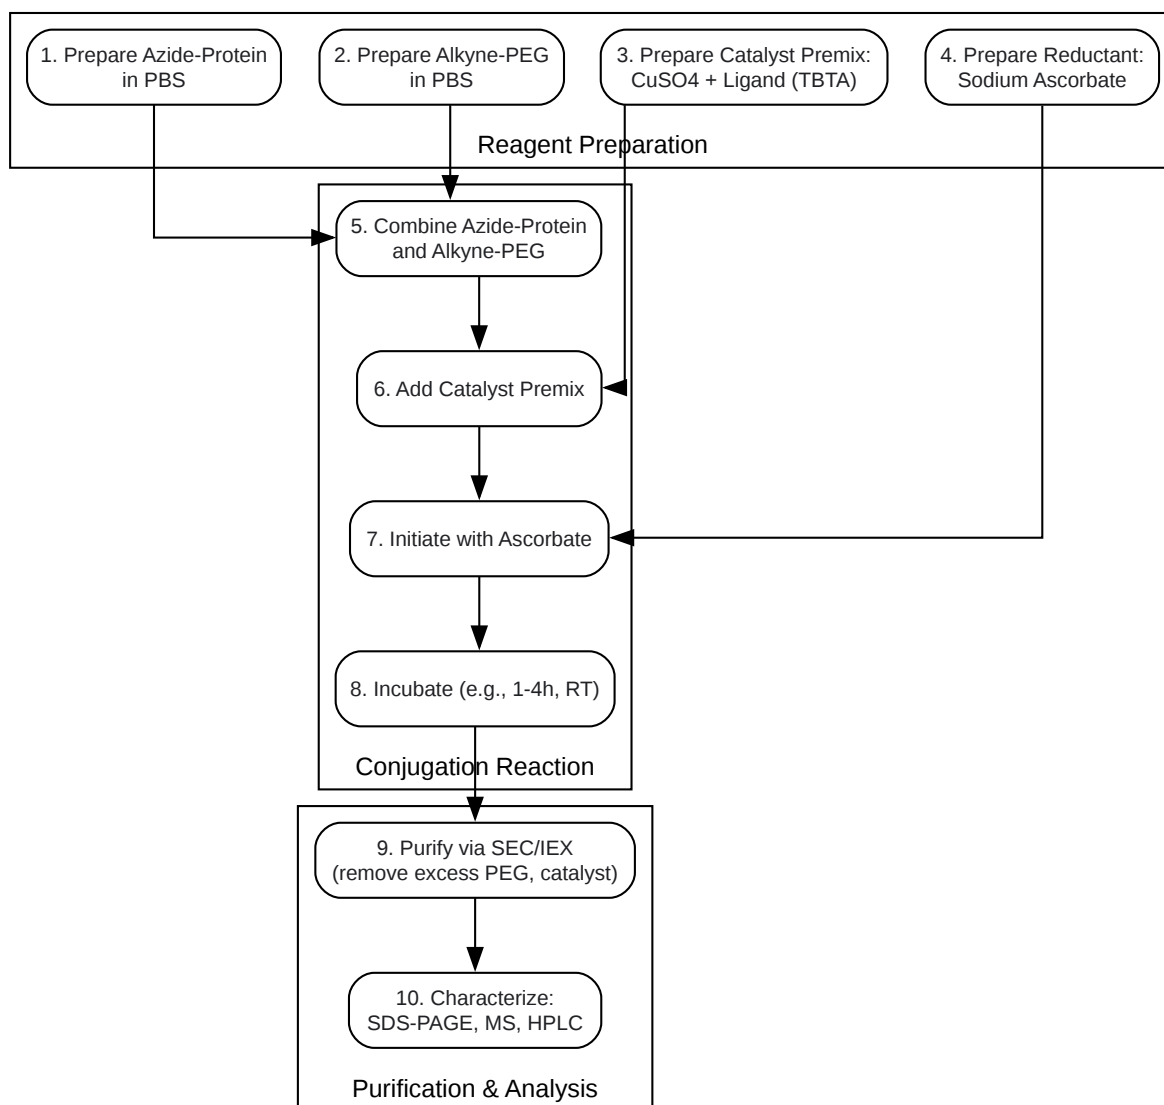 1. Prepare Azide-Protein
in PBS
2. Prepare Alkyne-PEG
in PBS
3. Prepare Catalyst Premix:
CuSO4 + Ligand (TBTA)
4. Prepare Reductant:
Sodium Ascorbate
Reagent Preparation
5. Combine Azide-Protein
and Alkyne-PEG
6. Add Catalyst Premix
7. Initiate with Ascorbate
8. Incubate (e.g., 1-4h, RT)
Conjugation Reaction
9. Purify via SEC/IEX
(remove excess PEG, catalyst)
10. Characterize:
SDS-PAGE, MS, HPLC
Purification & Analysis